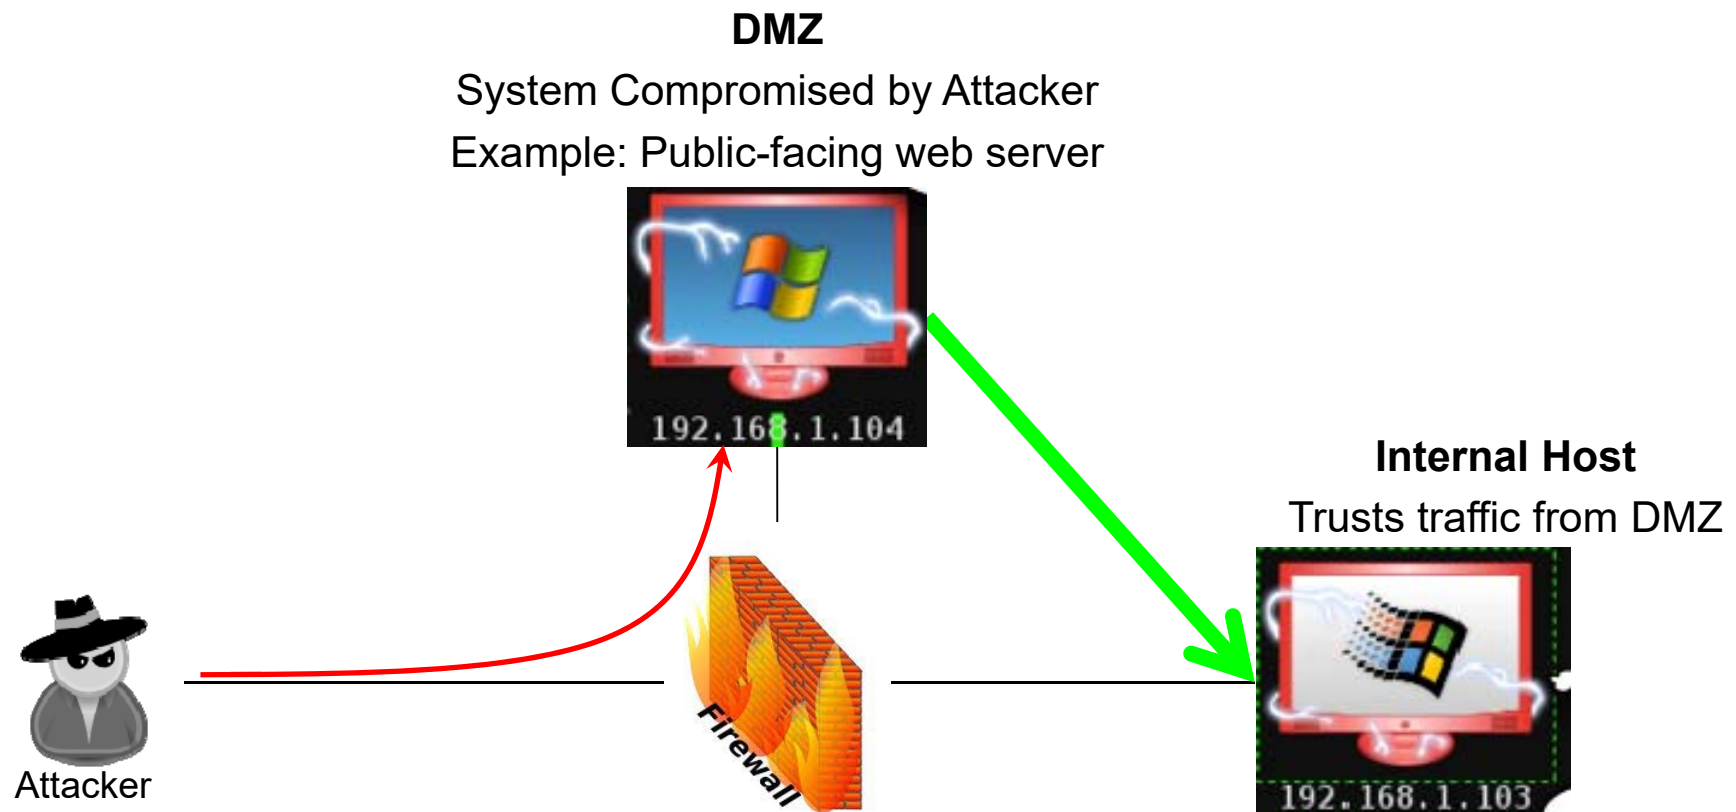 DMZ
System Compromised by Attacker
Example: Public-facing web server
192.168.1.104
Internal Host
Trusts traffic from DMZ
Firewall
Attacker
192.168.1.103